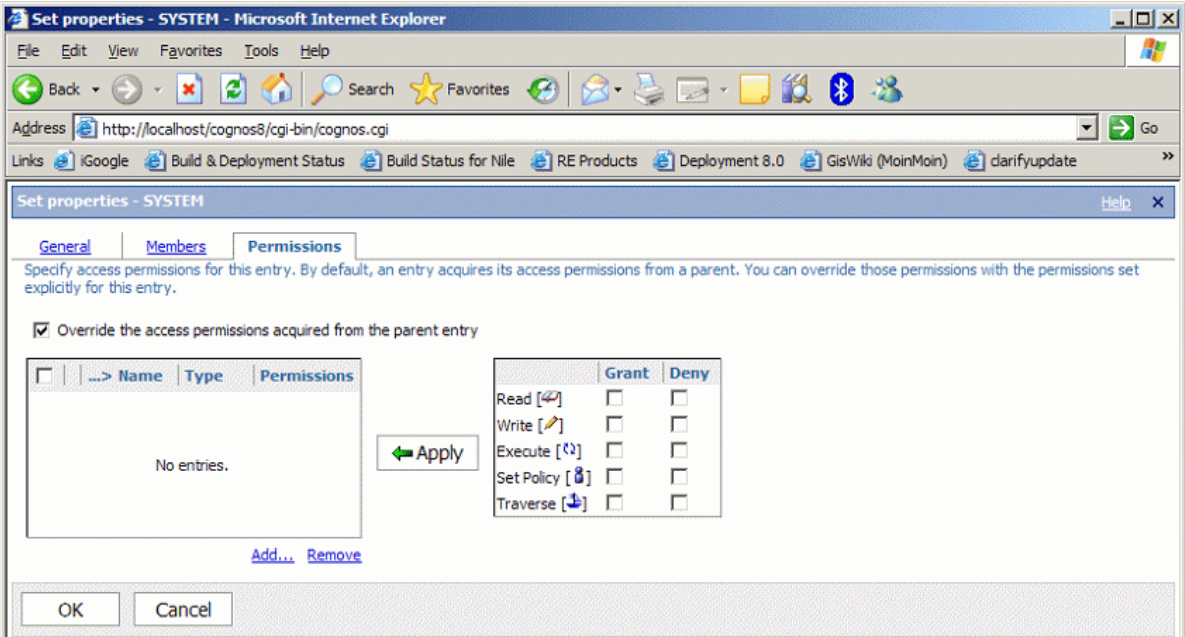 Set properties - SYSTEM - Microsoft Internet Explorer
File Edit View Favorites Tools Help
Back Search Favorites
Address http://localhost/cognos8/cgi-bin/cognos.cgi Go
Links iGoogle Build & Deployment Status Build Status for Nile RE Products Deployment 8.0 GisWiki (MoinMoin) clarifyupdate »
Set properties - SYSTEM Help
General Members Permissions
Specify access permissions for this entry. By default, an entry acquires its access permissions from a parent. You can override those permissions with the permissions set
explicitly for this entry.
Override the access permissions acquired from the parent entry
...> Name Type Permissions
No entries.
Add... Remove
Apply
Grant Deny
Read []
Write []
Execute []
Set Policy []
Traverse []
OK Cancel